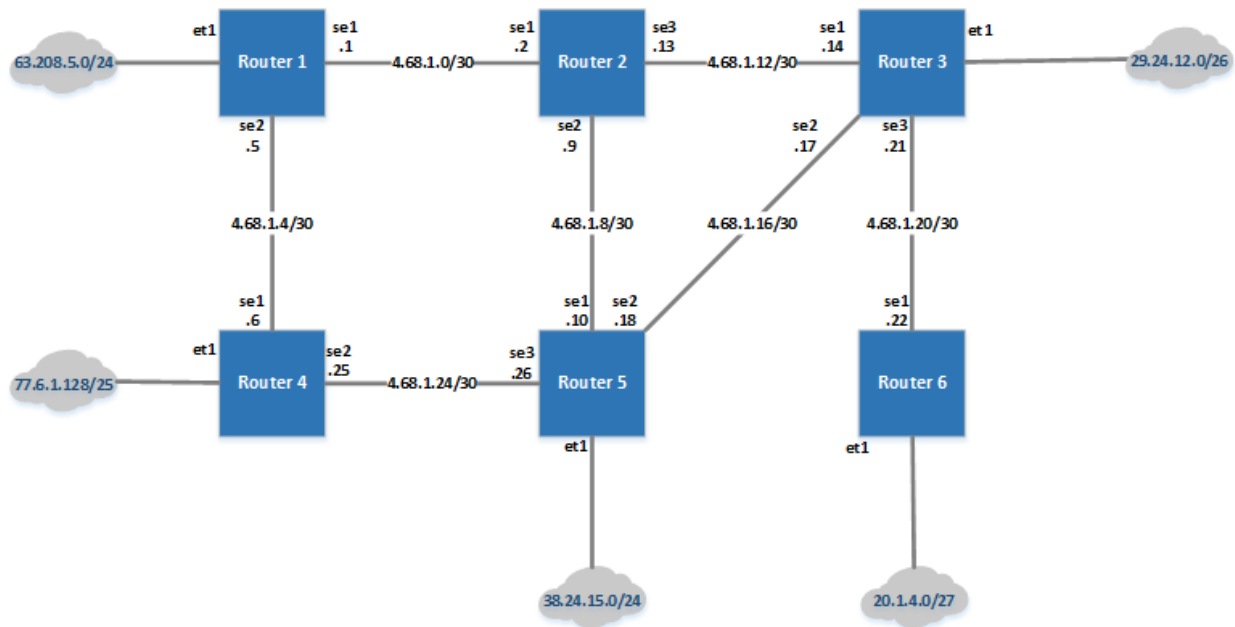 et1
se1
.1
se1
.2
se3
.13
se1
.14
et1
63.208.5.0/24
Router 1
4.68.1.0/30
Router 2
4.68.1.12/30
Router 3
29.24.12.0/26
se2
.5
se2
.9
se2
.17
se3
.21
4.68.1.4/30
4.68.1.8/30
4.68.1.16/30
4.68.1.20/30
se1
.6
se1
.10
se2
.18
se1
.22
et1
77.6.1.128/25
Router 4
se2
.25
4.68.1.24/30
se3
.26
Router 5
Router 6
et1
et1
38.24.15.0/24
20.1.4.0/27